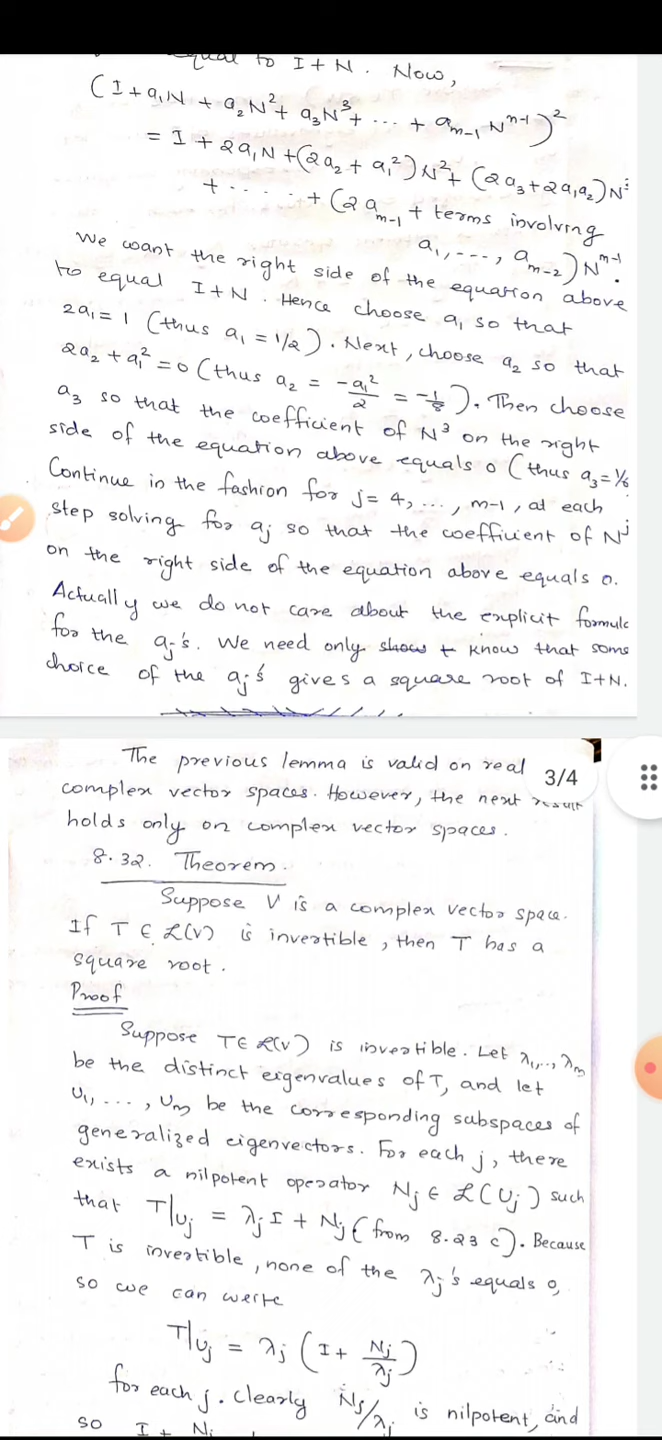 equal to I + N. Now,
(I + a₁N + a₂N² + a₃N³ + ... + aₘ₋₁ Nᵐ⁻¹)²
= I + 2a₁N + (2a₂ + a₁²)N² + (2a₃ + 2a₁a₂)N³
+ ..... + (2aₘ₋₁ + terms involving
a₁, ..., aₘ₋₂) Nᵐ⁻¹.
We want the right side of the equation above
to equal I + N. Hence choose a₁ so that
2a₁ = 1 (thus a₁ = 1/2). Next, choose a₂ so that
2a₂ + a₁² = 0 (thus a₂ = -a₁²/2 = -1/8). Then choose
a₃ so that the coefficient of N³ on the right
side of the equation above equals 0 (thus a₃ = 1/6
Continue in the fashion for j = 4, ..., m-1, at each
step solving for aⱼ so that the coefficient of Nʲ
on the right side of the equation above equals 0.
Actually we do not care about the explicit formula
for the aⱼ's. We need only show t know that some
choice of the aⱼ's gives a square root of I + N.
The previous lemma is valid on real
3/4
complex vector spaces. However, the next result
holds only on complex vector spaces.
8.32. Theorem.
Suppose V is a complex vector space.
If T ∈ ℒ(V) is invertible, then T has a
square root.
Proof
Suppose T ∈ ℒ(V) is invertible. Let λ₁, ..., λₘ
be the distinct eigenvalues of T, and let
U₁, ..., Uₘ be the corresponding subspaces of
generalized eigenvectors. For each j, there
exists a nilpotent operator Nⱼ ∈ ℒ(Uⱼ) such
that T|Uⱼ = λⱼI + Nⱼ (from 8.23 c). Because
T is invertible, none of the λⱼ's equals 0,
so we can write
T|Uⱼ = λⱼ (I + Nⱼ/λⱼ)
for each j. Clearly Nⱼ/λⱼ is nilpotent, and
so I + Nⱼ